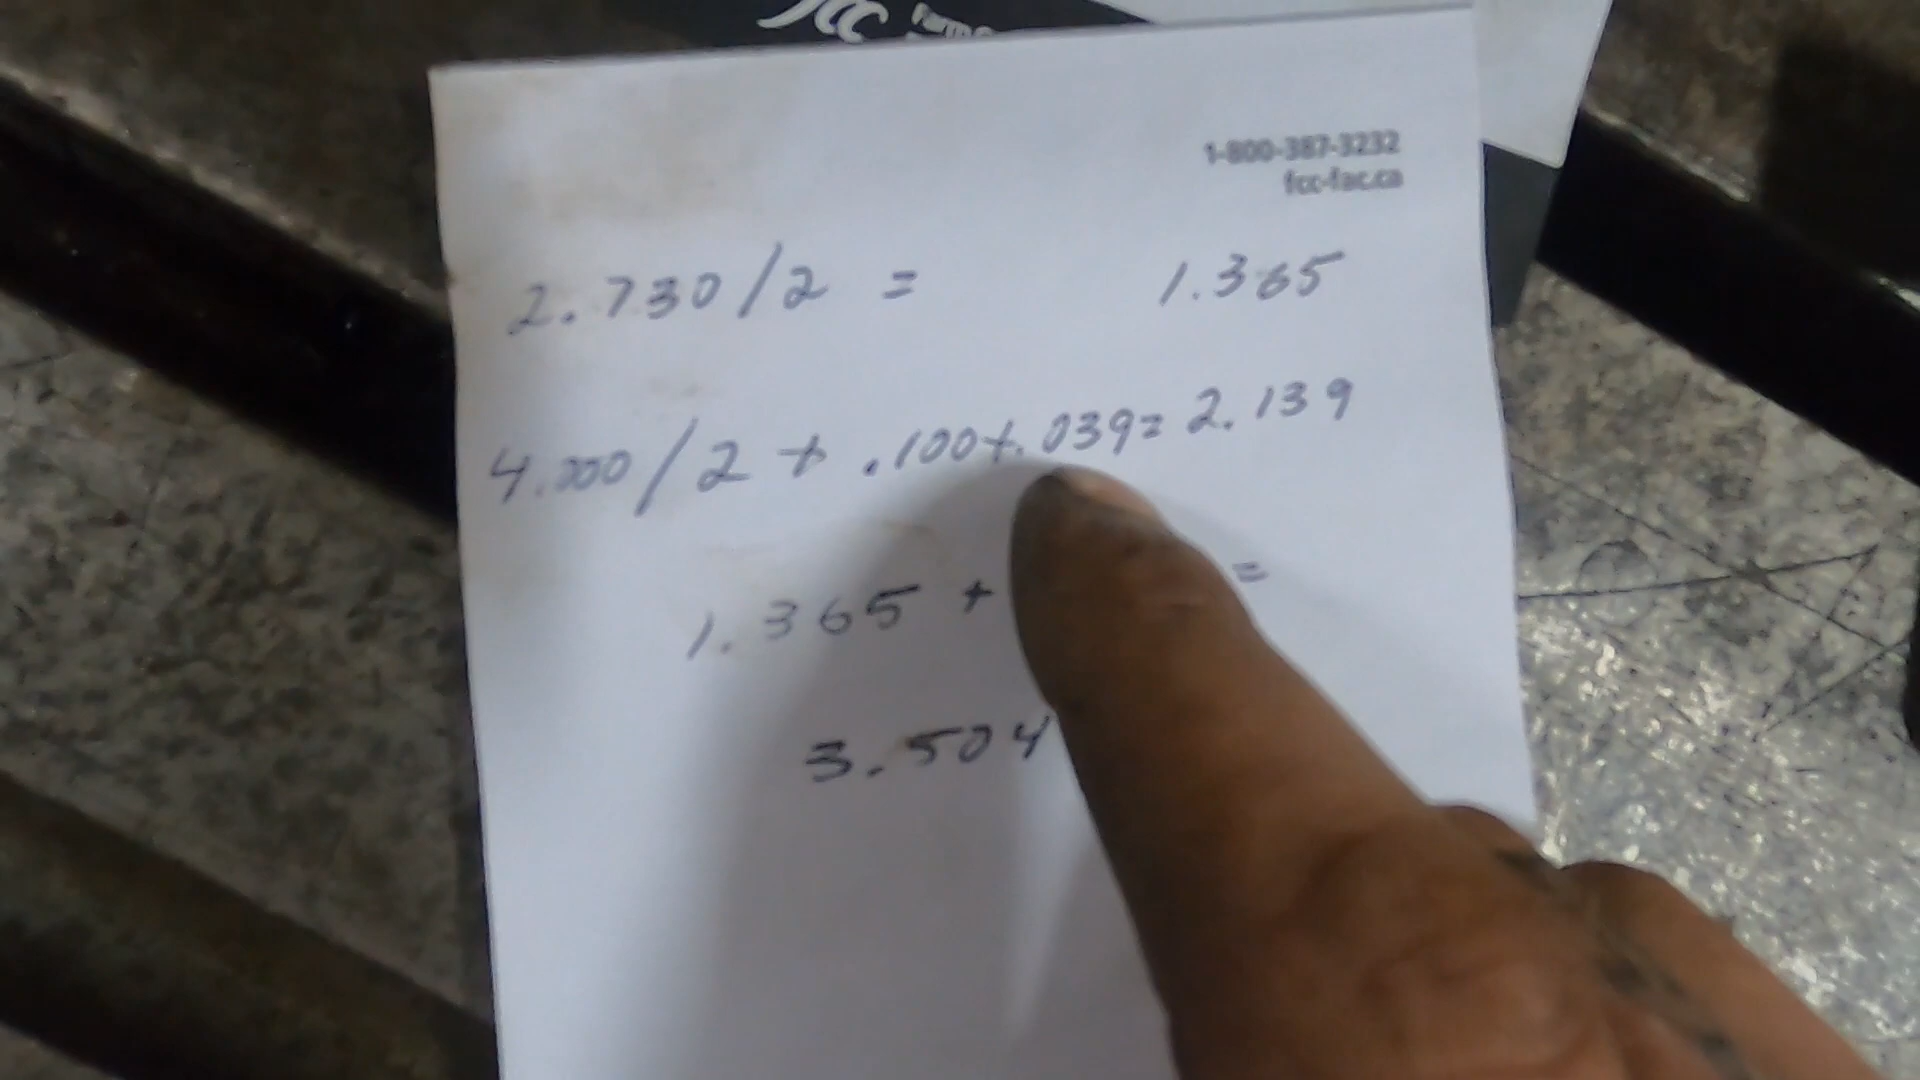 1-800-387-3232
fcc-fac.ca
2.730/2 = 1.365
4.000/2 + .100+.039= 2.139
1.365 + =
3.504